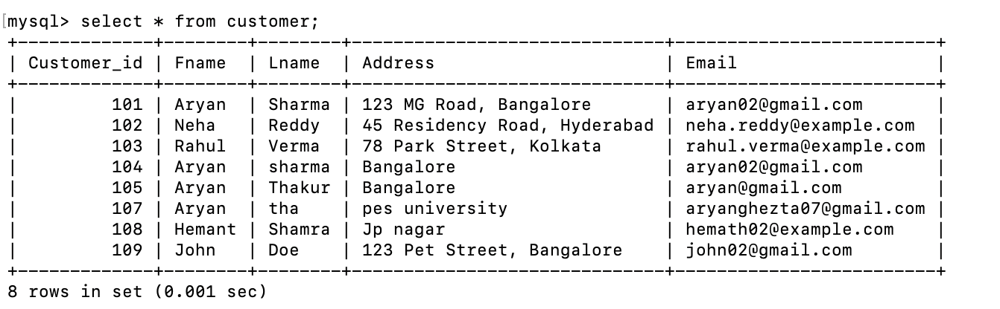 mysql> select * from customer;
+-------------+--------+--------+------------------------------+-------------------------+
| Customer_id | Fname  | Lname  | Address                      | Email                   |
+-------------+--------+--------+------------------------------+-------------------------+
|         101 | Aryan  | Sharma | 123 MG Road, Bangalore       | aryan02@gmail.com       |
|         102 | Neha   | Reddy  | 45 Residency Road, Hyderabad | neha.reddy@example.com  |
|         103 | Rahul  | Verma  | 78 Park Street, Kolkata      | rahul.verma@example.com |
|         104 | Aryan  | sharma | Bangalore                    | aryan02@gmail.com       |
|         105 | Aryan  | Thakur | Bangalore                    | aryan@gmail.com         |
|         107 | Aryan  | tha    | pes university               | aryanghezta07@gmail.com |
|         108 | Hemant | Shamra | Jp nagar                     | hemath02@example.com    |
|         109 | John   | Doe    | 123 Pet Street, Bangalore    | john02@gmail.com        |
+-------------+--------+--------+------------------------------+-------------------------+
8 rows in set (0.001 sec)